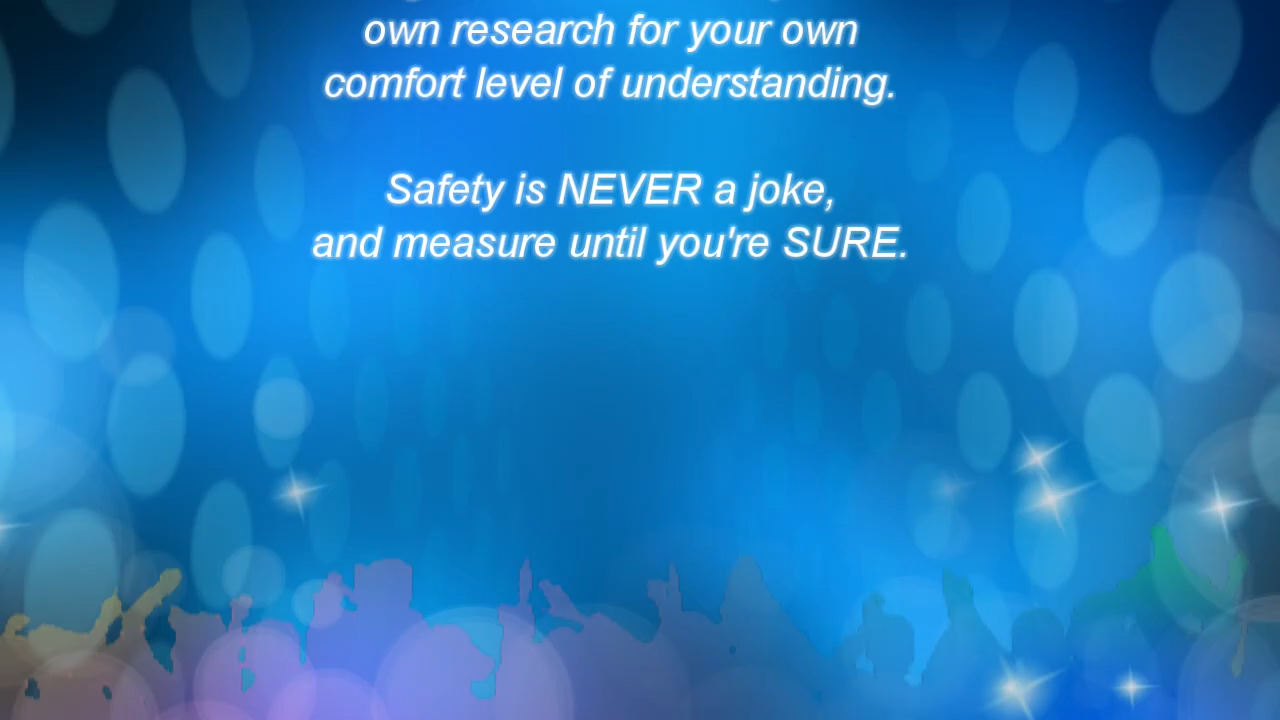 own research for your own
comfort level of understanding.
Safety is NEVER a joke,
and measure until you're SURE.